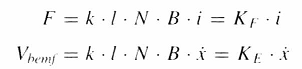 F = k · l · N · B · i = K_F · i
V_bemf = k · l · N · B · ẋ = K_E · ẋ